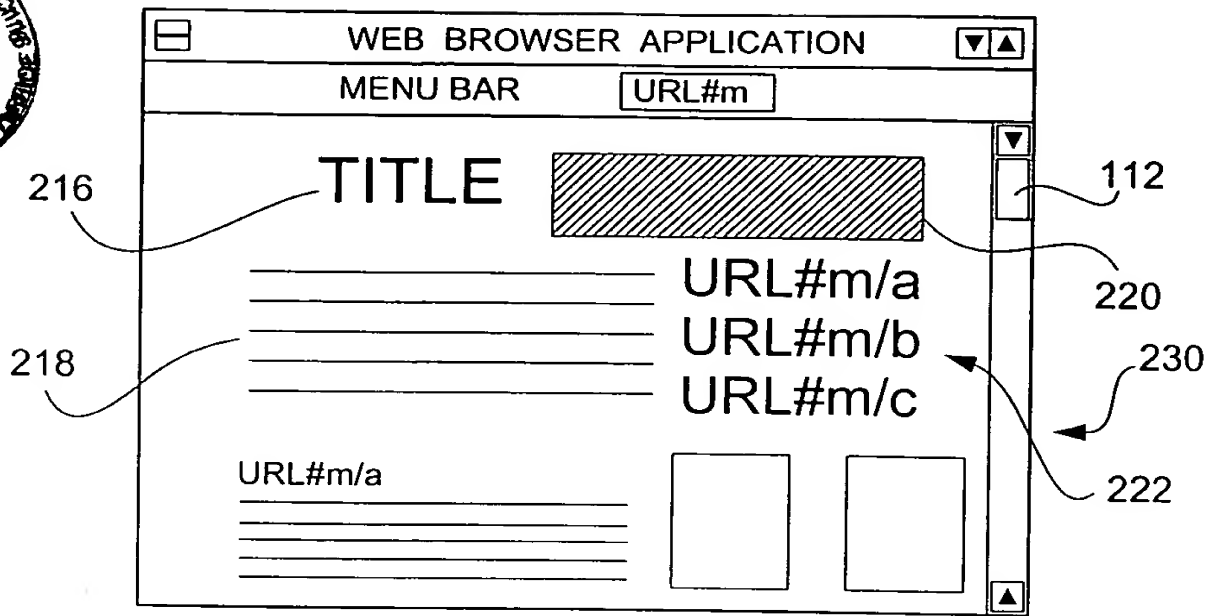 WEB BROWSER APPLICATION
MENU BAR URL#m
216
TITLE
112
220
URL#m/a
URL#m/b
URL#m/c
218
230
222
URL#m/a